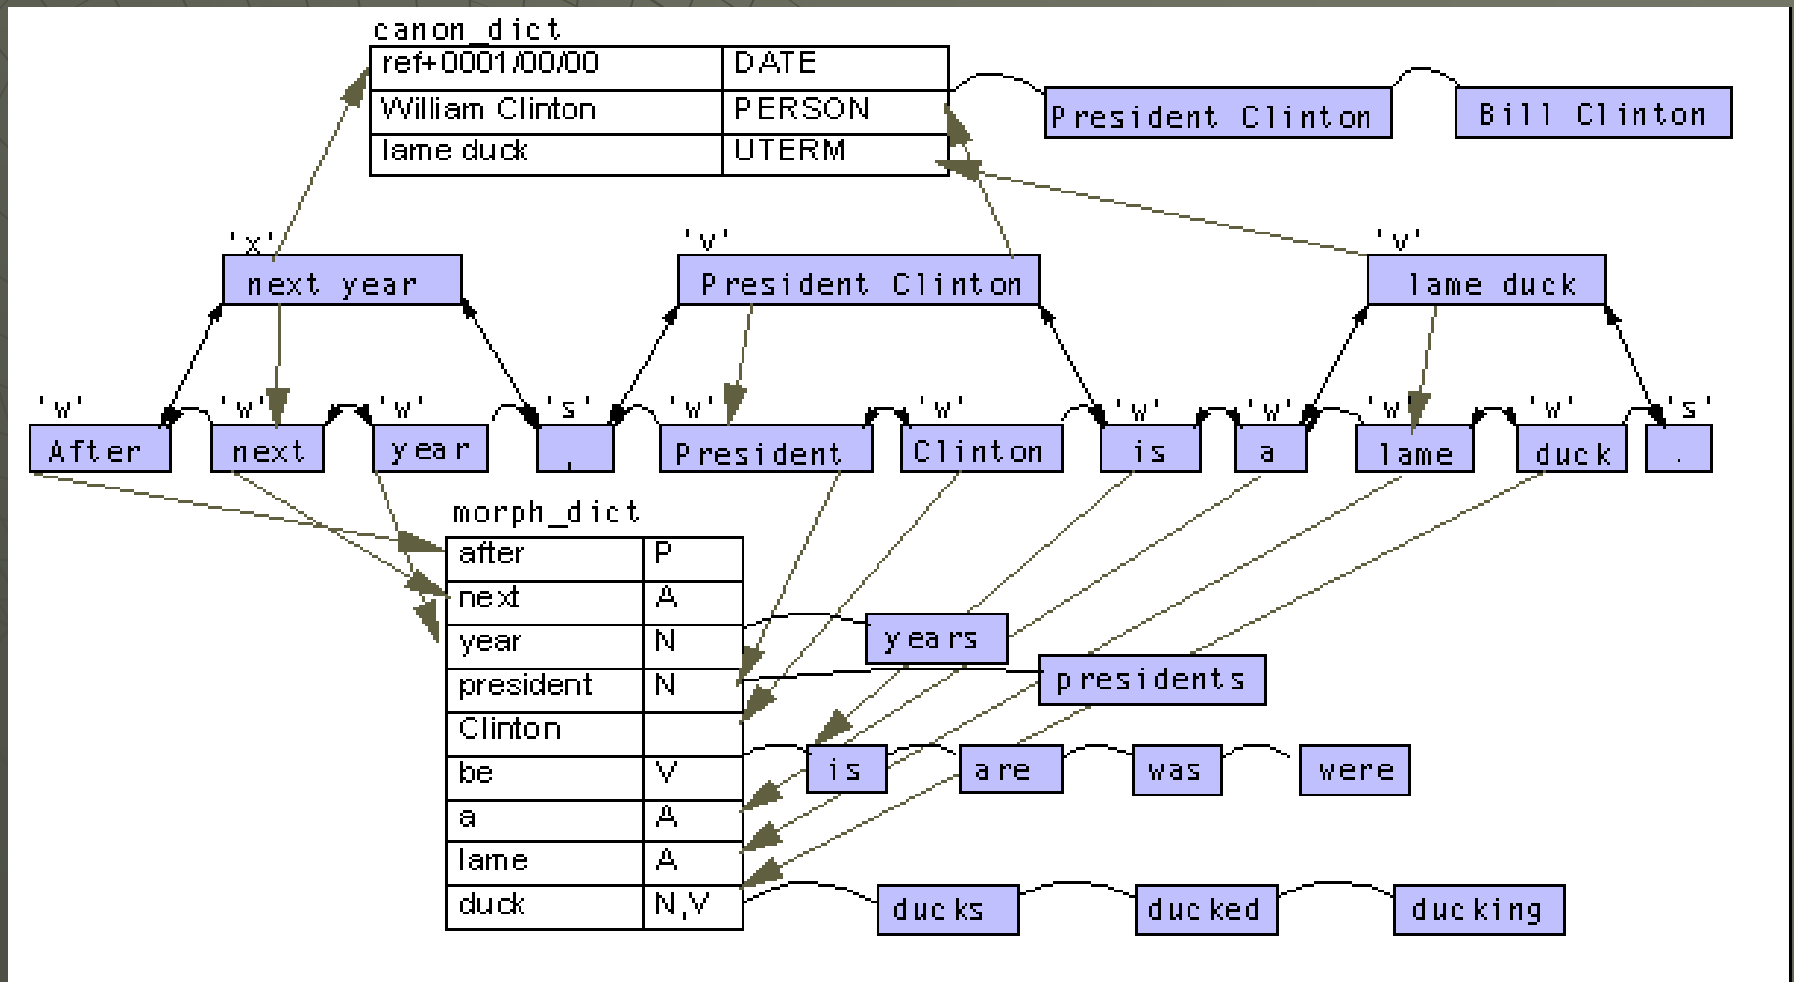 canon_dict
ref+0001/00/00 DATE
William Clinton PERSON
lame duck UTERM
President Clinton
Bill Clinton
'x' 'v' 'v'
next year President Clinton lame duck
'w' 'w' 'w' 's' 'w' 'w' 'w' 'w' 'w' 'w' 's'
After next year , President Clinton is a lame duck .
morph_dict
after P
next A
year N years
president N presidents
Clinton
be V is are was were
a A
lame A
duck N,V ducks ducked ducking